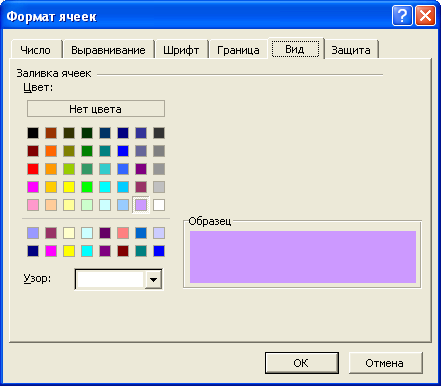 Формат ячеек
Число Выравнивание Шрифт Граница Вид Защита
Заливка ячеек
Цвет:
Нет цвета
Образец
Узор:
ОК Отмена